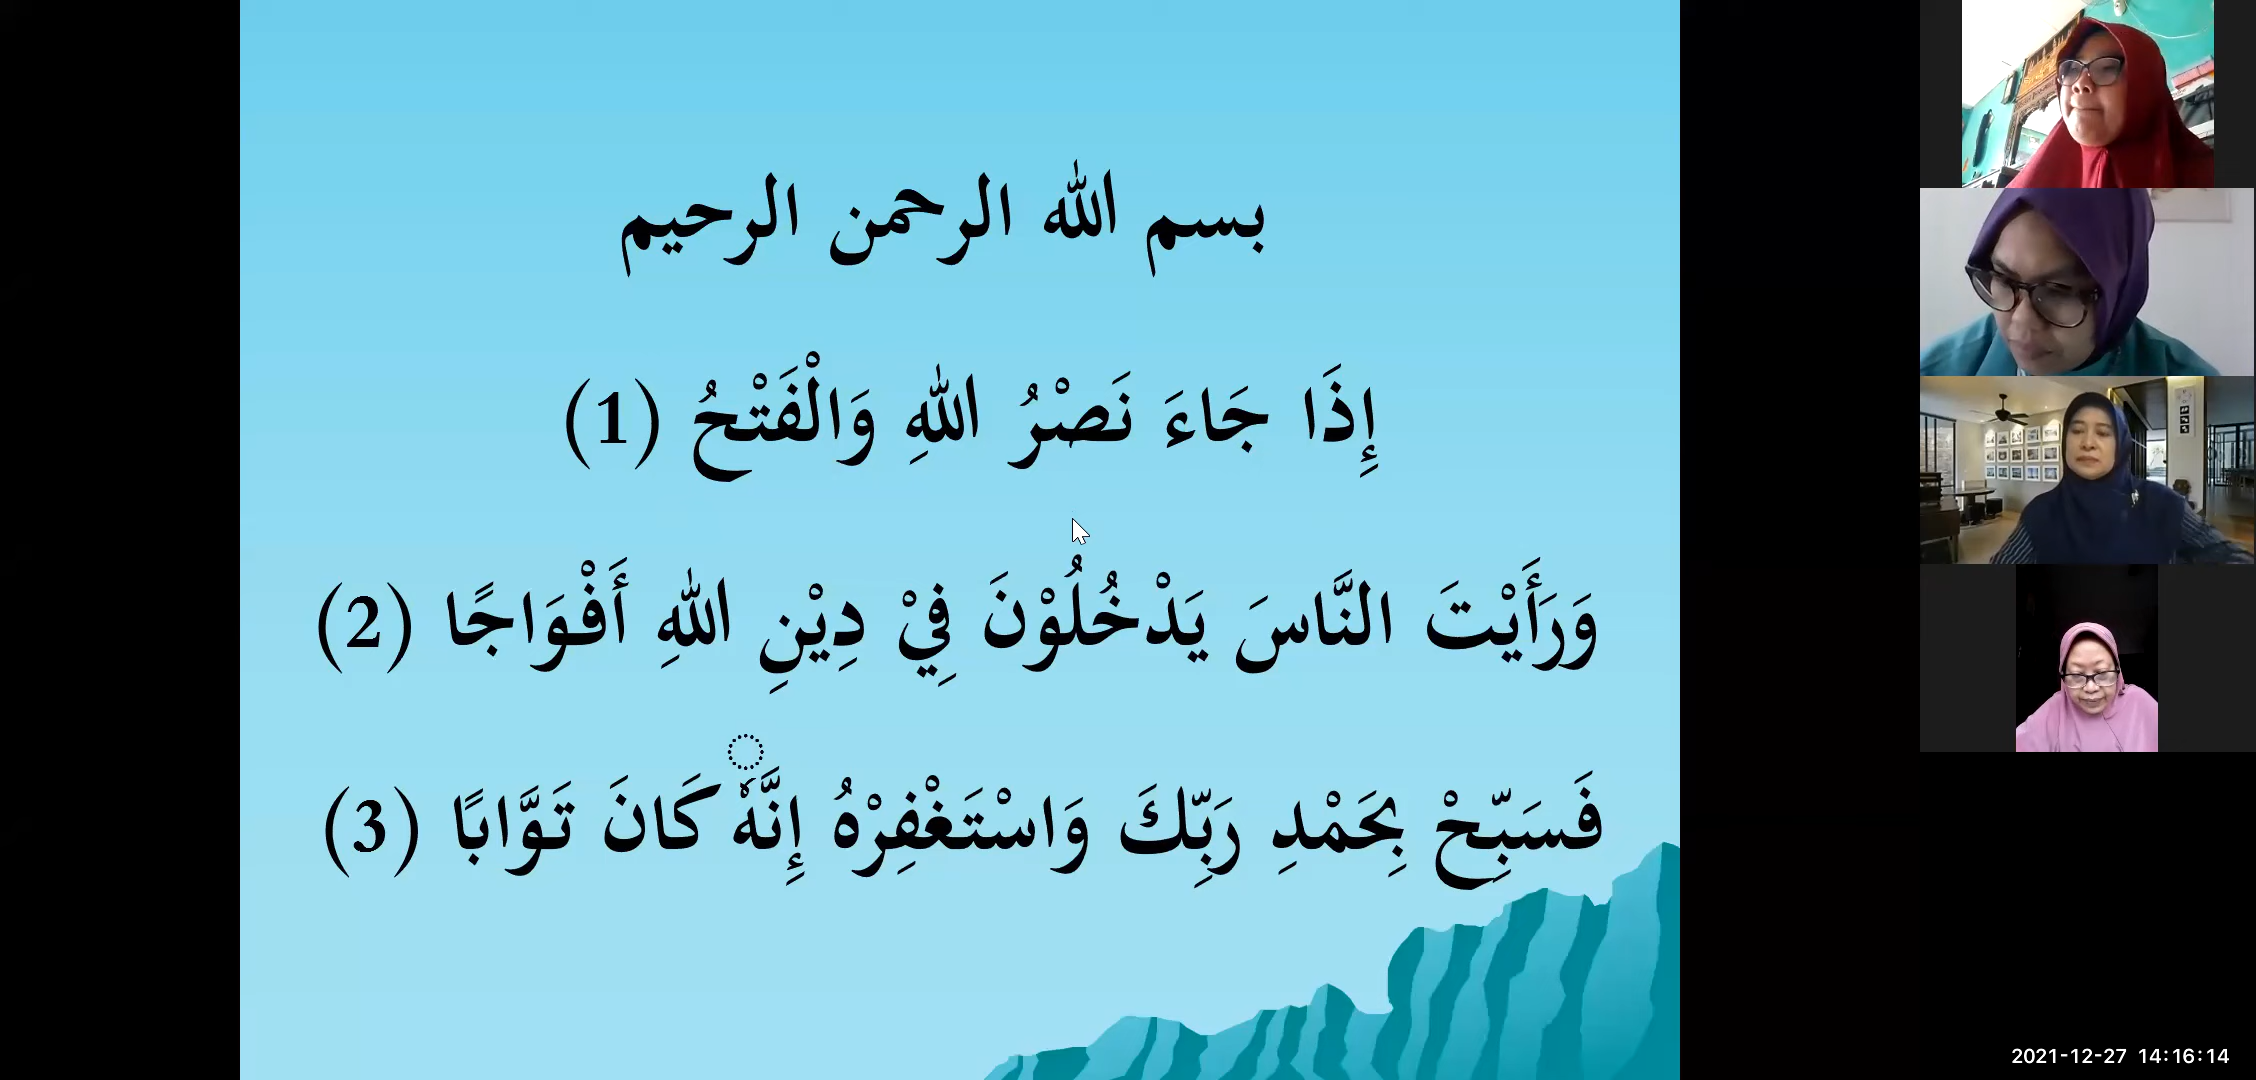 بسم الله الرحمن الرحيم
إِذَا جَاءَ نَصْرُ اللهِ وَالْفَتْحُ (1)
وَرَأَيْتَ النَّاسَ يَدْخُلُوْنَ فِيْ دِيْنِ اللهِ أَفْوَاجًا (2)
فَسَبِّحْ بِحَمْدِ رَبِّكَ وَاسْتَغْفِرْهُ إِنَّهٗ كَانَ تَوَّابًا (3)
2021-12-27 14:16:14